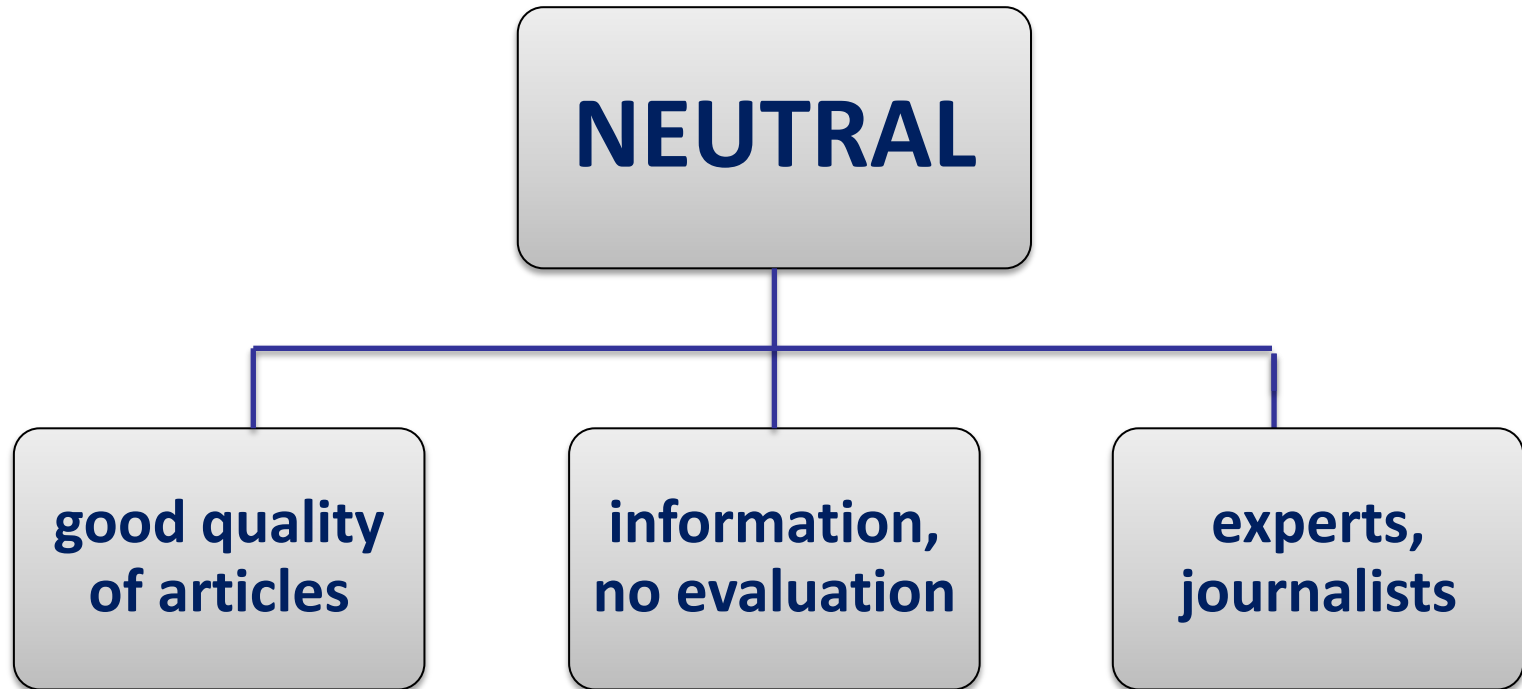 NEUTRAL
good quality
of articles
information,
no evaluation
experts,
journalists